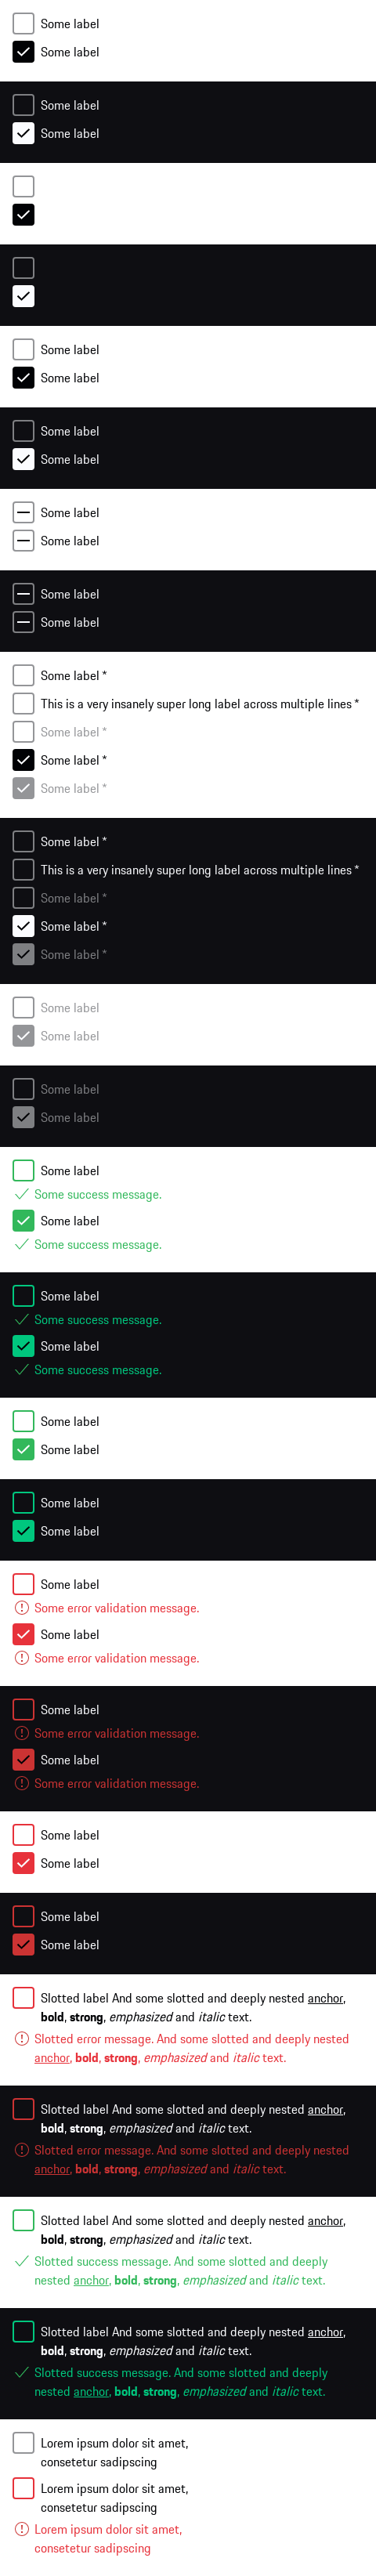 Some label
Some label
Some label
Some label
Some label
Some label
Some label
Some label
Some label
Some label
Some label
Some label
Some label *
This is a very insanely super long label across multiple lines *
Some label *
Some label *
Some label *
Some label *
This is a very insanely super long label across multiple lines *
Some label *
Some label *
Some label *
Some label
Some label
Some label
Some label
Some label
Some success message.
Some label
Some success message.
Some label
Some success message.
Some label
Some success message.
Some label
Some label
Some label
Some label
Some label
Some error validation message.
Some label
Some error validation message.
Some label
Some error validation message.
Some label
Some error validation message.
Some label
Some label
Some label
Some label
Slotted label And some slotted and deeply nested anchor,
bold, strong, emphasized and italic text.
Slotted error message. And some slotted and deeply nested
anchor, bold, strong, emphasized and italic text.
Slotted label And some slotted and deeply nested anchor,
bold, strong, emphasized and italic text.
Slotted error message. And some slotted and deeply nested
anchor, bold, strong, emphasized and italic text.
Slotted label And some slotted and deeply nested anchor,
bold, strong, emphasized and italic text.
Slotted success message. And some slotted and deeply
nested anchor, bold, strong, emphasized and italic text.
Slotted label And some slotted and deeply nested anchor,
bold, strong, emphasized and italic text.
Slotted success message. And some slotted and deeply
nested anchor, bold, strong, emphasized and italic text.
Lorem ipsum dolor sit amet,
consetur sadipscing
Lorem ipsum dolor sit amet,
consetur sadipscing
Lorem ipsum dolor sit amet,
consetetur sadipscing